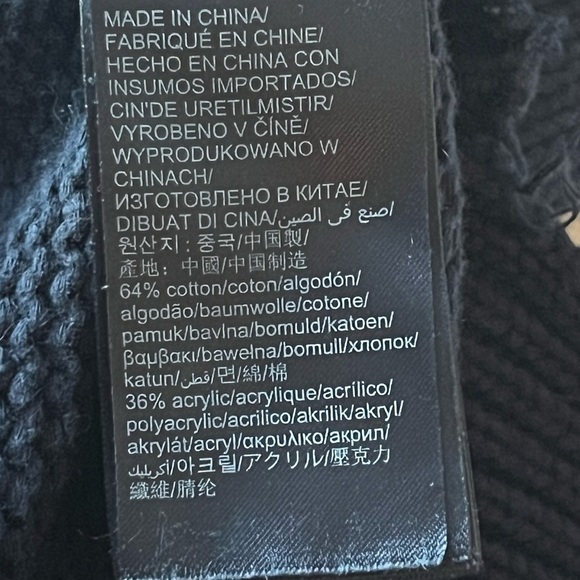 MADE IN CHINA/
FABRIQUÉ EN CHINE/
HECHO EN CHINA CON
INSUMOS IMPORTADOS/
CIN'DE URETILMISTIR/
VYROBENO V ČÍNĚ/
WYPRODUKOWANO W
CHINACH/
ИЗГОТОВЛЕНО В КИТАЕ/
DIBUAT DI CINA/صنع في الصين/
원산지 : 중국/中国製/
產地： 中國/中国制造
64% cotton/coton/algodón/
algodão/baumwolle/cotone/
pamuk/bavlna/bomuld/katoen/
βαμβακι/bawełna/bomull/хлопок/
katun/قطن/면/綿/棉
36% acrylic/acrylique/acrílico/
polyacrylic/acrilico/akrilik/akryl/
akrylát/acryl/ακρυλικο/акрил/
أكريليك/아크릴/アクリル/壓克力
纖維/腈纶